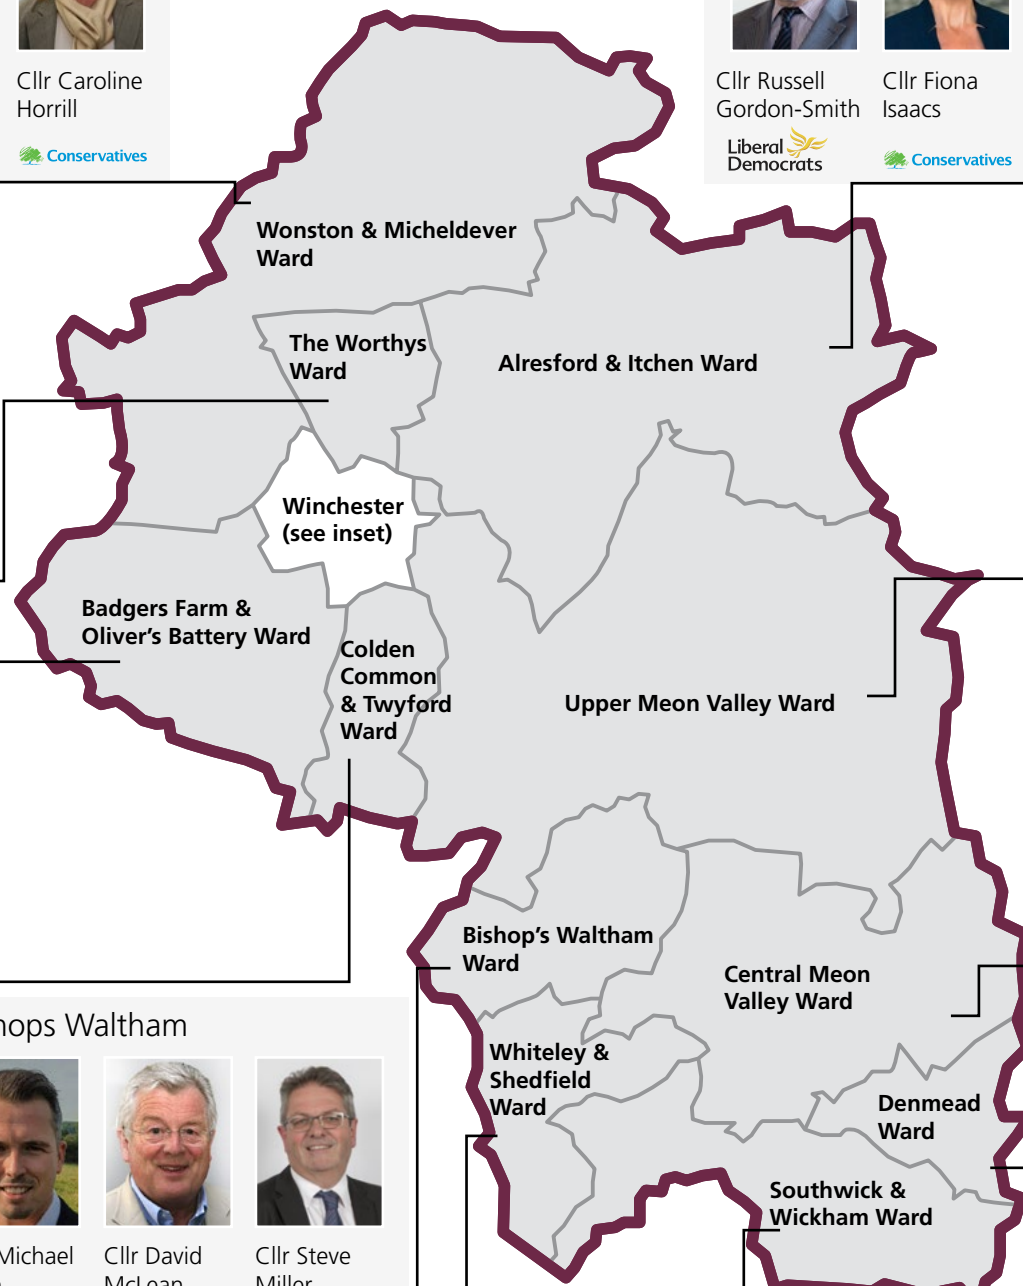 Cllr Caroline
Horrill
Conservatives
Cllr Russell
Gordon-Smith
Liberal
Democrats
Cllr Fiona
Isaacs
Conservatives
Wonston & Micheldever
Ward
The Worthys
Ward
Alresford & Itchen Ward
Winchester
(see inset)
Badgers Farm &
Oliver's Battery Ward
Colden
Common
& Twyford
Ward
Upper Meon Valley Ward
Bishop's Waltham
Ward
Central Meon
Valley Ward
Whiteley &
Shedfield
Ward
Denmead
Ward
Southwick &
Wickham Ward
hops Waltham
Michael
Cllr David
McLean
Cllr Steve
Miller